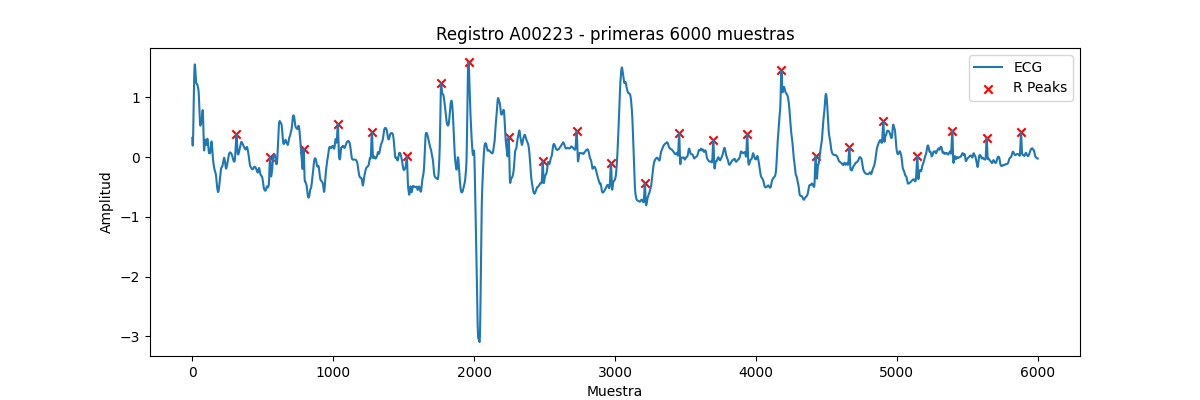 Registro A00223 - primeras 6000 muestras
ECG
R Peaks
Amplitud
1
0
−1
−2
−3
0 1000 2000 3000 4000 5000 6000
Muestra